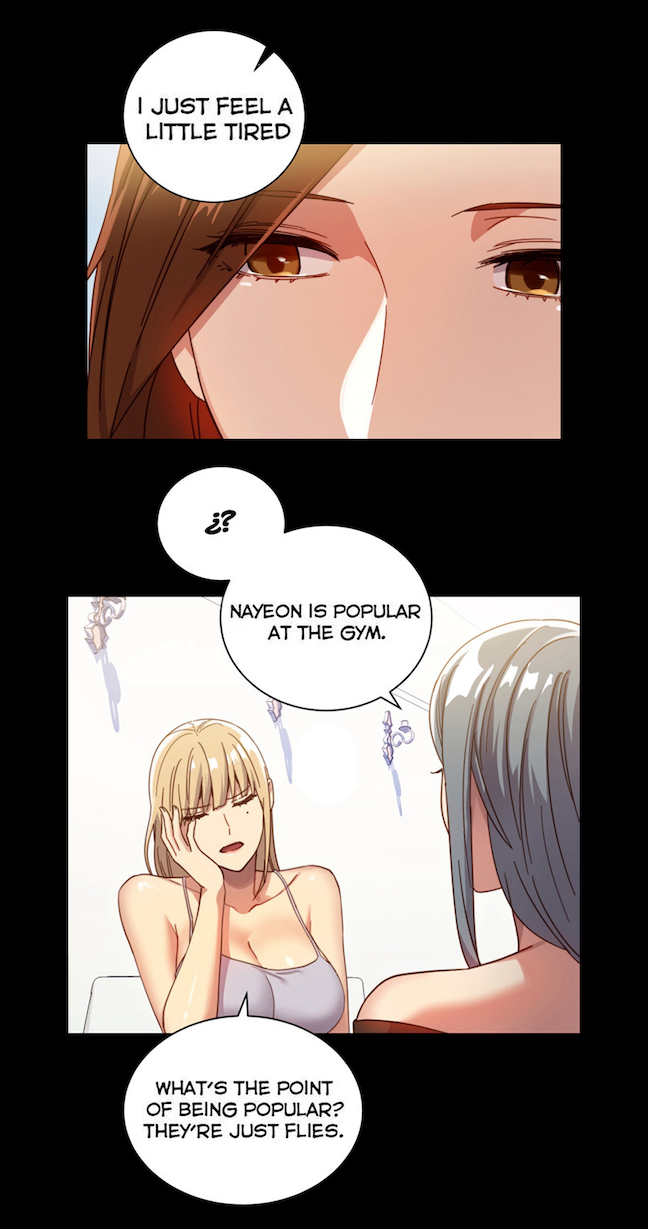 I JUST FEEL A
LITTLE TIRED
¿?
NAYEON IS POPULAR
AT THE GYM.
WHAT'S THE POINT
OF BEING POPULAR?
THEY'RE JUST FLIES.